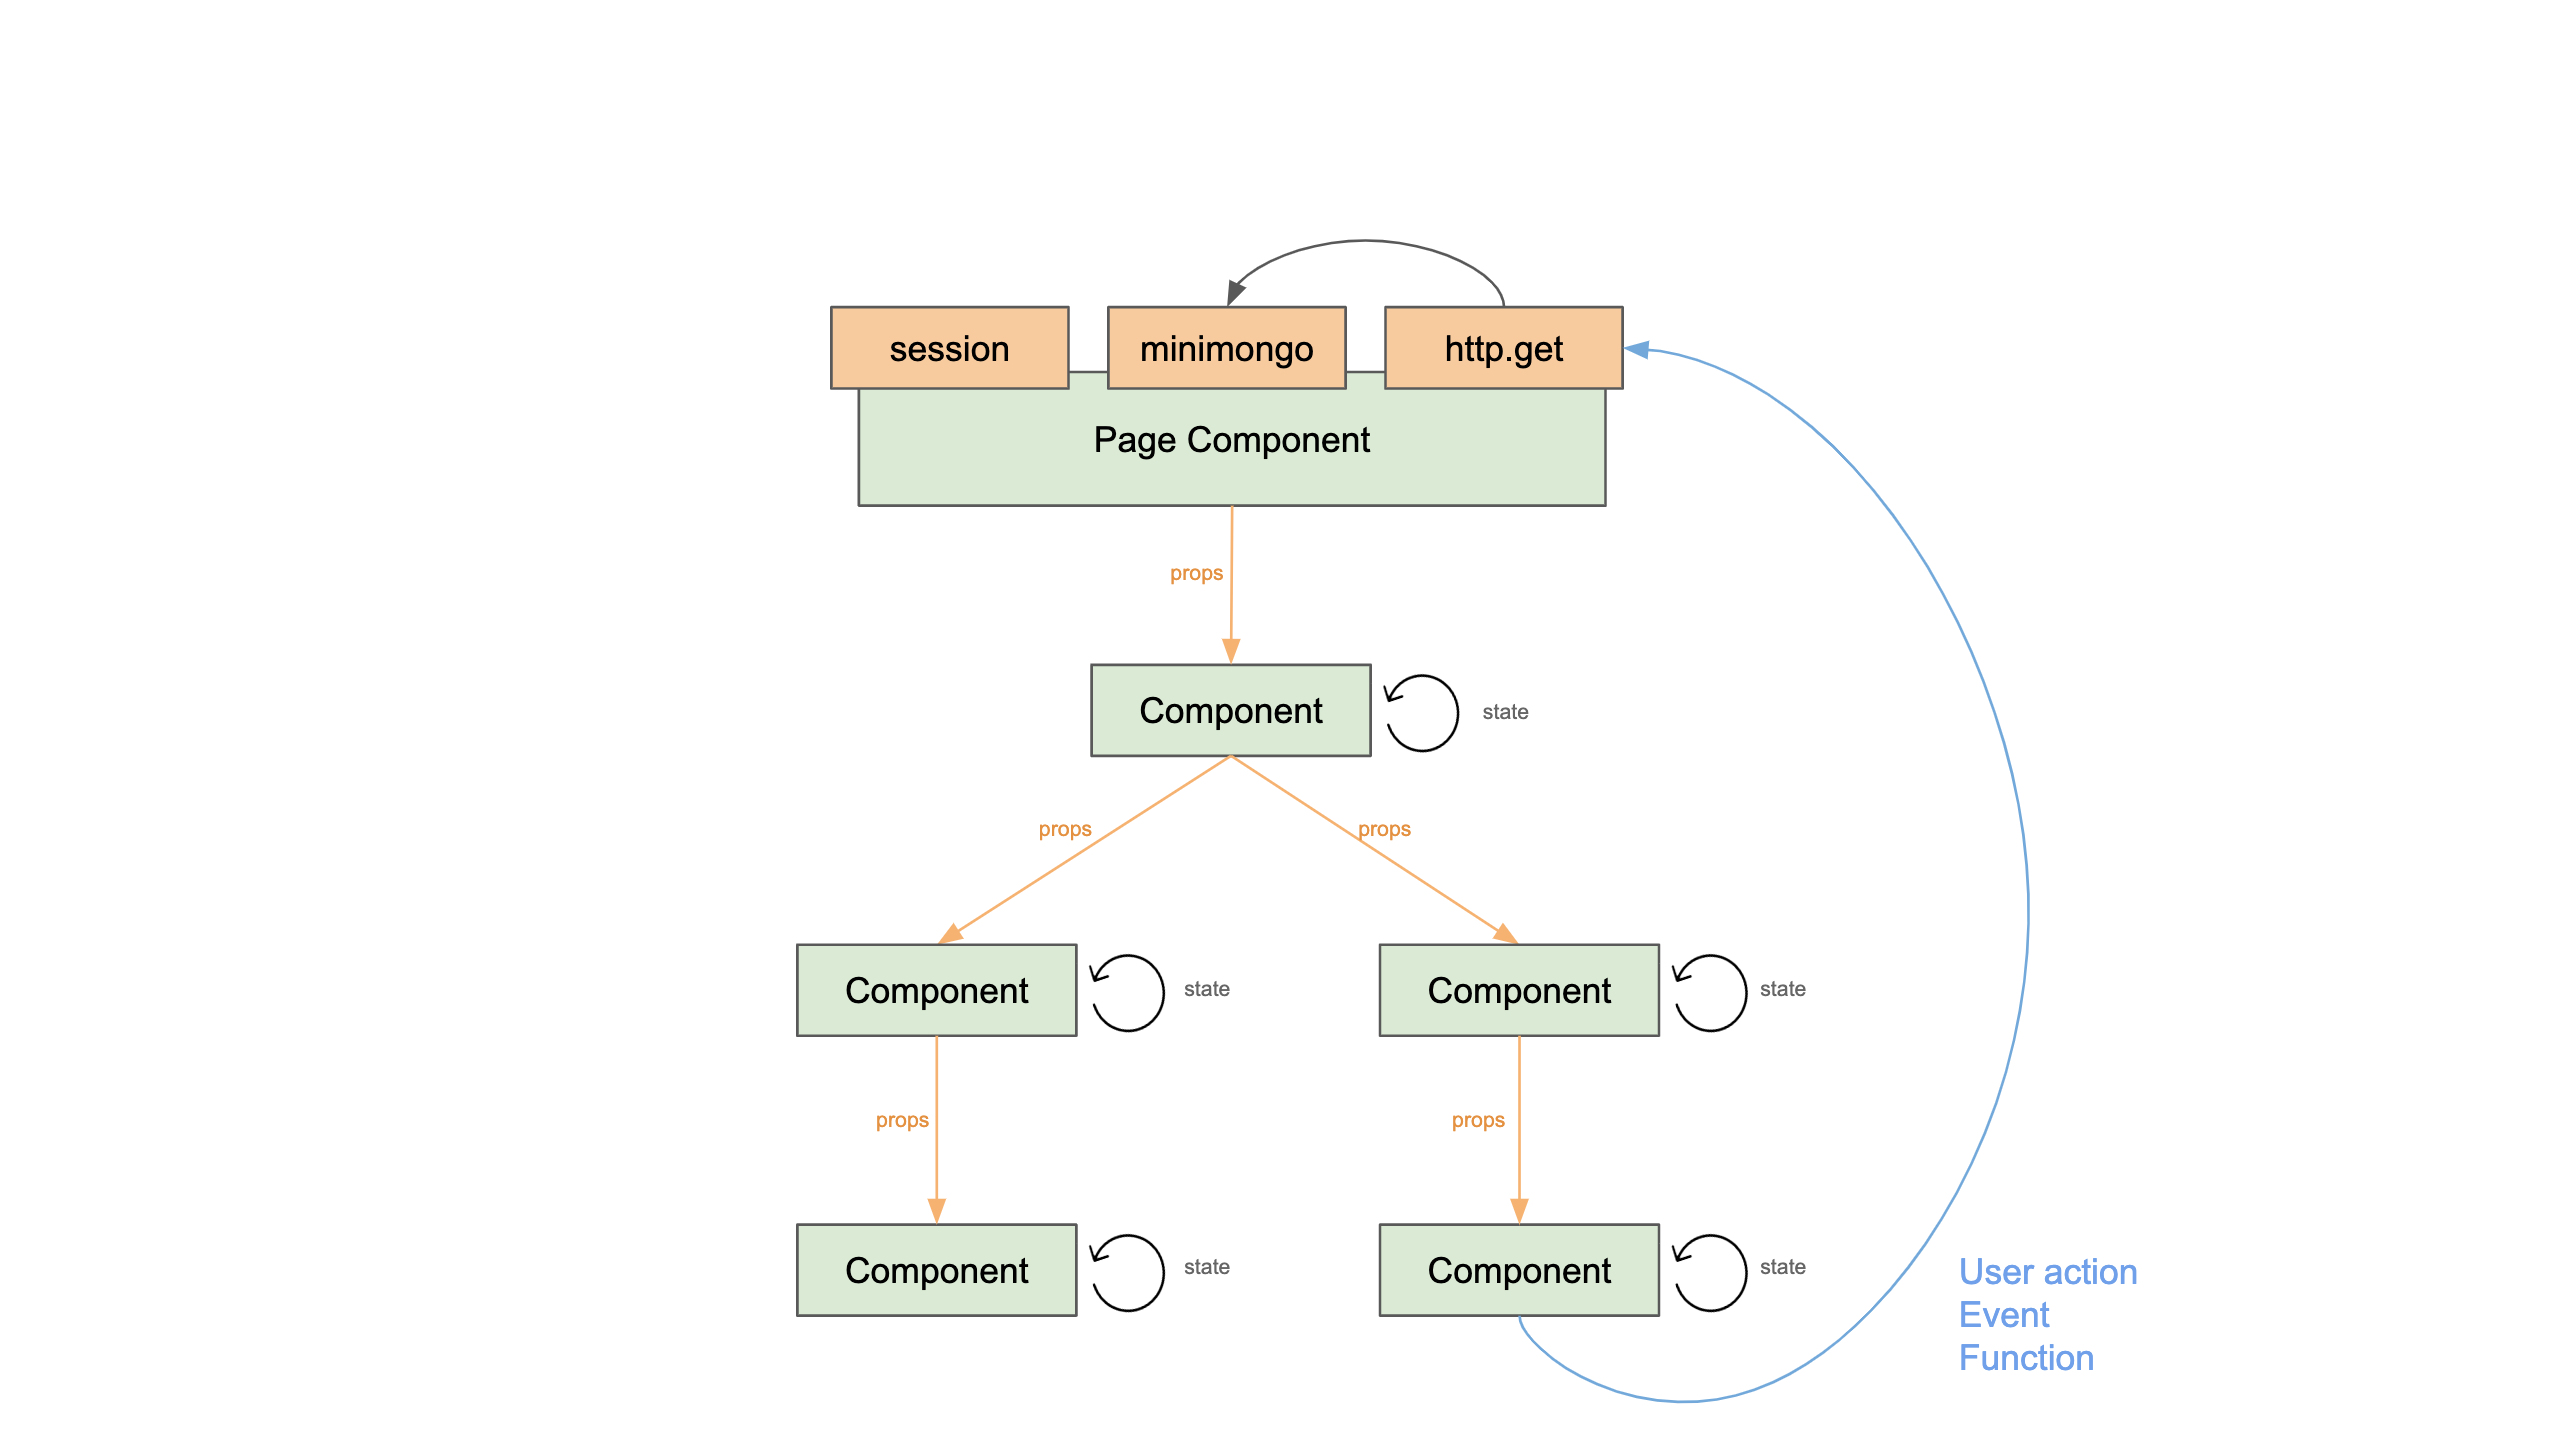 session
minimongo
http.get
Page Component
props
Component
state
props
props
Component
state
Component
state
props
props
Component
state
Component
state
User action
Event
Function